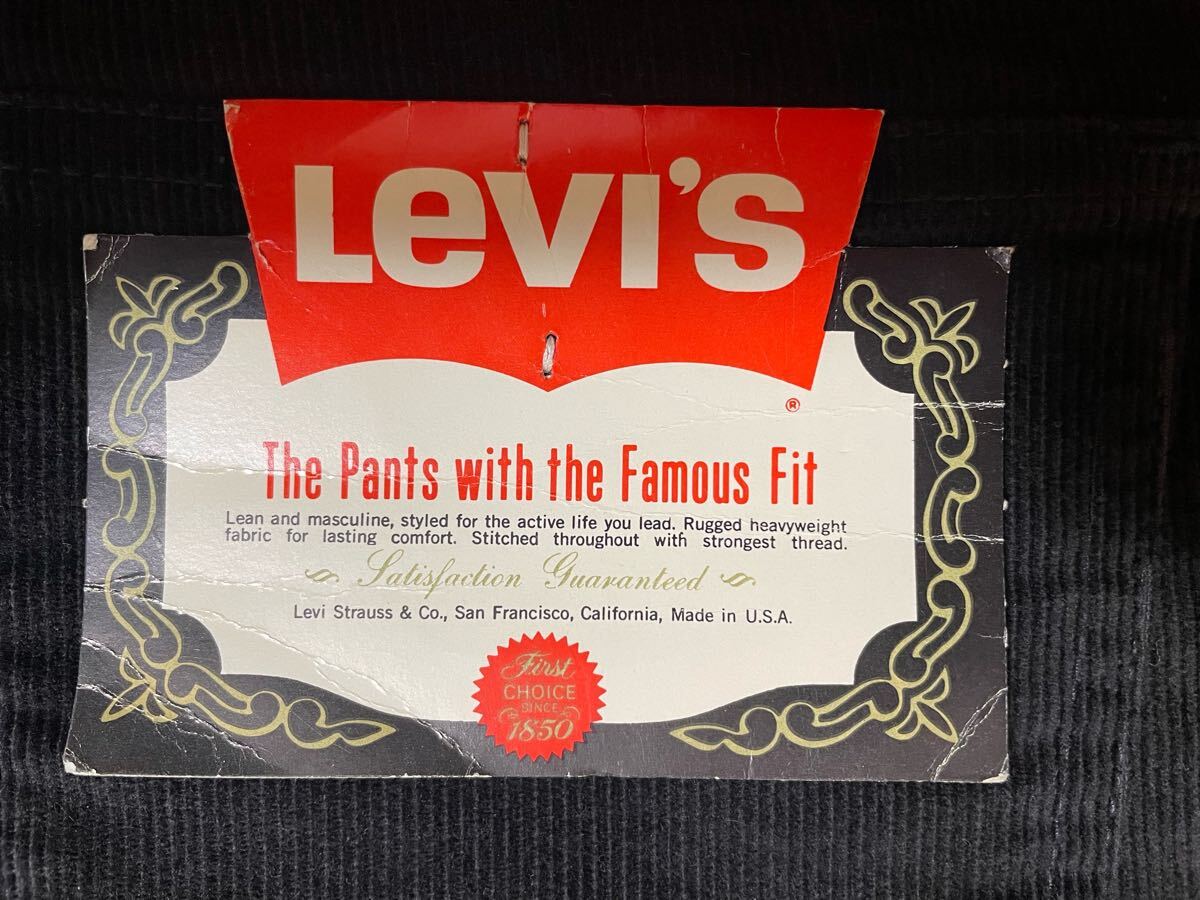 Levi's
®
The Pants with the Famous Fit
Lean and masculine, styled for the active life you lead. Rugged heavyweight
fabric for lasting comfort. Stitched throughout with strongest thread.
Satisfaction Guaranteed
Levi Strauss & Co., San Francisco, California, Made in U.S.A.
First
CHOICE
SINCE
1850